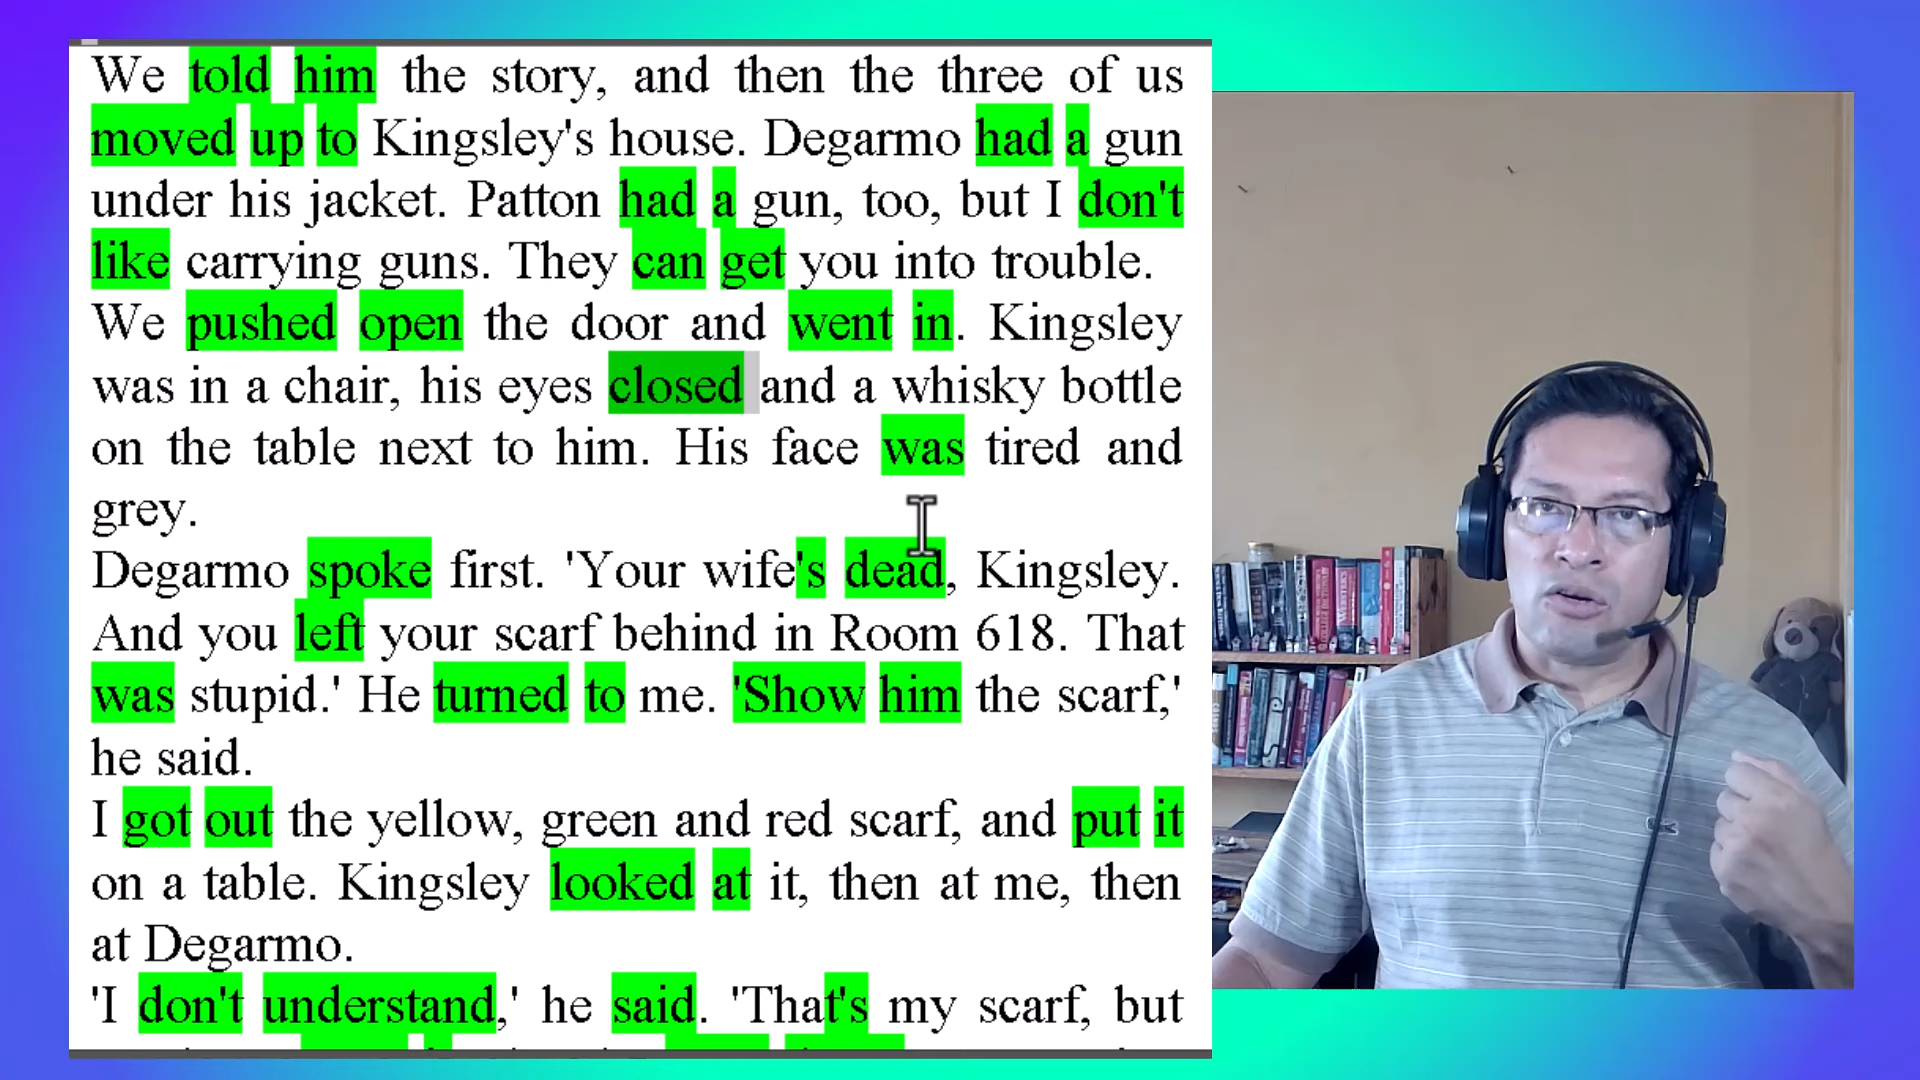 We told him the story, and then the three of us
moved up to Kingsley's house. Degarmo had a gun
under his jacket. Patton had a gun, too, but I don't
like carrying guns. They can get you into trouble.
We pushed open the door and went in. Kingsley
was in a chair, his eyes closed and a whisky bottle
on the table next to him. His face was tired and
grey.
Degarmo spoke first. 'Your wife's dead, Kingsley.
And you left your scarf behind in Room 618. That
was stupid.' He turned to me. 'Show him the scarf,'
he said.
I got out the yellow, green and red scarf, and put it
on a table. Kingsley looked at it, then at me, then
at Degarmo.
'I don't understand,' he said. 'That's my scarf, but